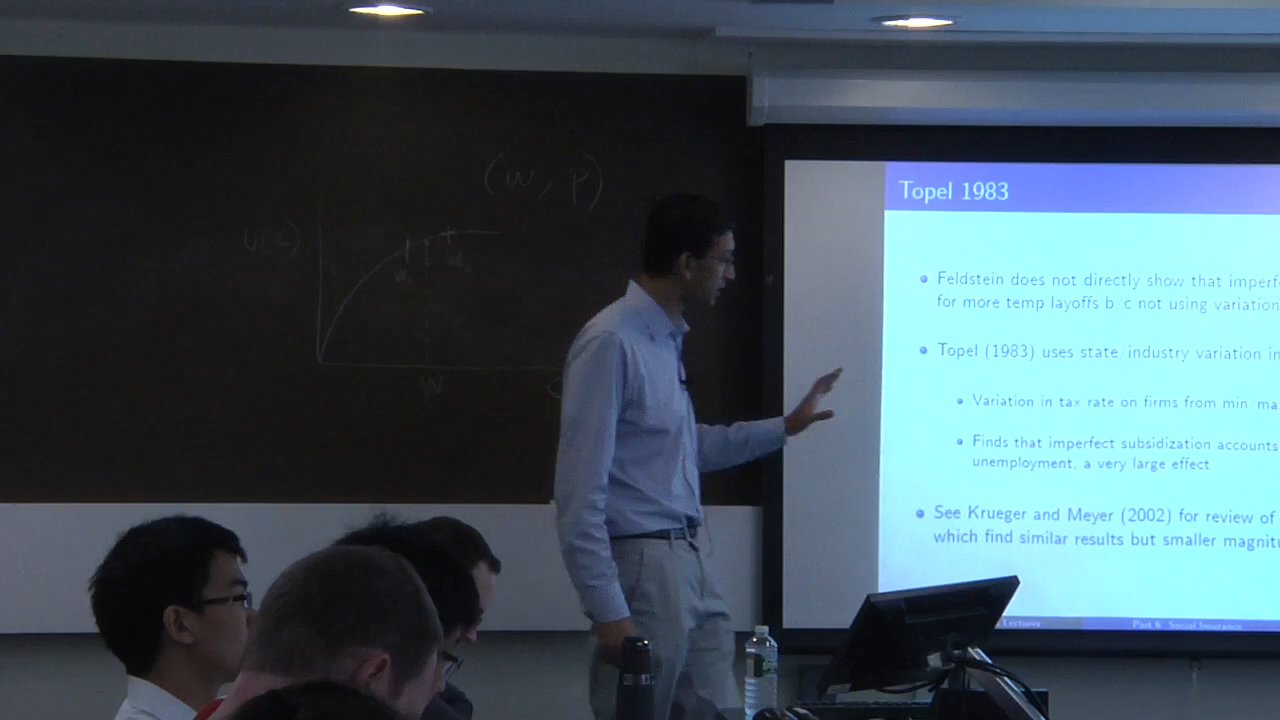 (w, p)
U(c)
W
Topel 1983
Feldstein does not directly show that imperf
for more temp layoffs b/c not using variation
Topel (1983) uses state/industry variation in
Variation in tax rate on firms from min/ma
Finds that imperfect subsidization accounts
unemployment, a very large effect
See Krueger and Meyer (2002) for review of
which find similar results but smaller magnitu
Lectures
Part 6: Social Insurance